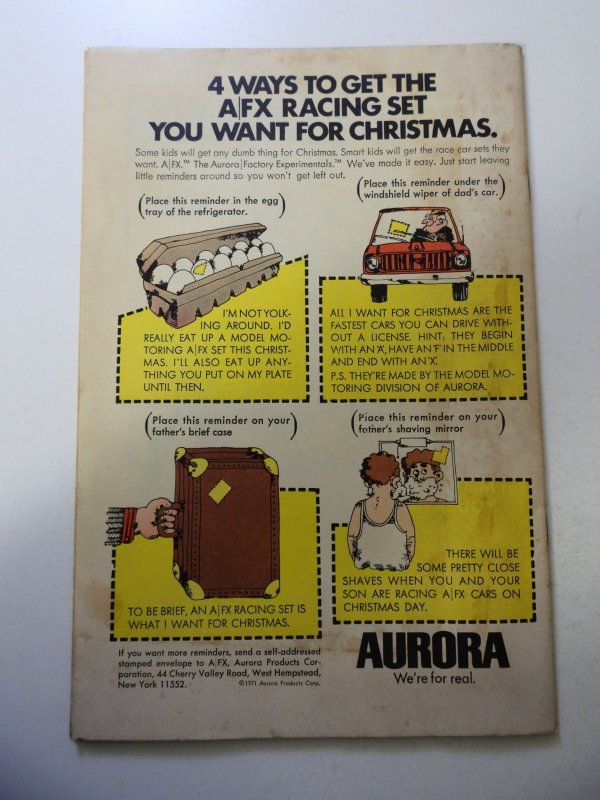 4 WAYS TO GET THE
A|FX RACING SET
YOU WANT FOR CHRISTMAS.
Some kids will get any dumb thing for Christmas. Smart kids will get the race car sets they
want. A|FX.™ The Aurora|Factory Experimentals.™ We've made it easy. Just start leaving
little reminders around so you won't get left out.
(Place this reminder in the egg
tray of the refrigerator.)
I'M NOT YOLK-
ING AROUND. I'D
REALLY EAT UP A MODEL MO-
TORING A|FX SET THIS CHRIST-
MAS. I'LL ALSO EAT UP ANY-
THING YOU PUT ON MY PLATE
UNTIL THEN.
(Place this reminder under the
windshield wiper of dad's car.)
ALL I WANT FOR CHRISTMAS ARE THE
FASTEST CARS YOU CAN DRIVE WITH-
OUT A LICENSE. HINT: THEY BEGIN
WITH AN 'A', HAVE AN 'F' IN THE MIDDLE
AND END WITH AN 'X'.
P.S. THEY'RE MADE BY THE MODEL MO-
TORING DIVISION OF AURORA.
(Place this reminder on your
father's brief case)
TO BE BRIEF, AN A|FX RACING SET IS
WHAT I WANT FOR CHRISTMAS.
(Place this reminder on your
father's shaving mirror)
THERE WILL BE
SOME PRETTY CLOSE
SHAVES WHEN YOU AND YOUR
SON ARE RACING A|FX CARS ON
CHRISTMAS DAY.
If you want more reminders, send a self-addressed
stamped envelope to A|FX, Aurora Products Cor-
poration, 44 Cherry Valley Road, West Hempstead,
New York 11552. ©1971 Aurora Products Corp.
AURORA
We're for real.